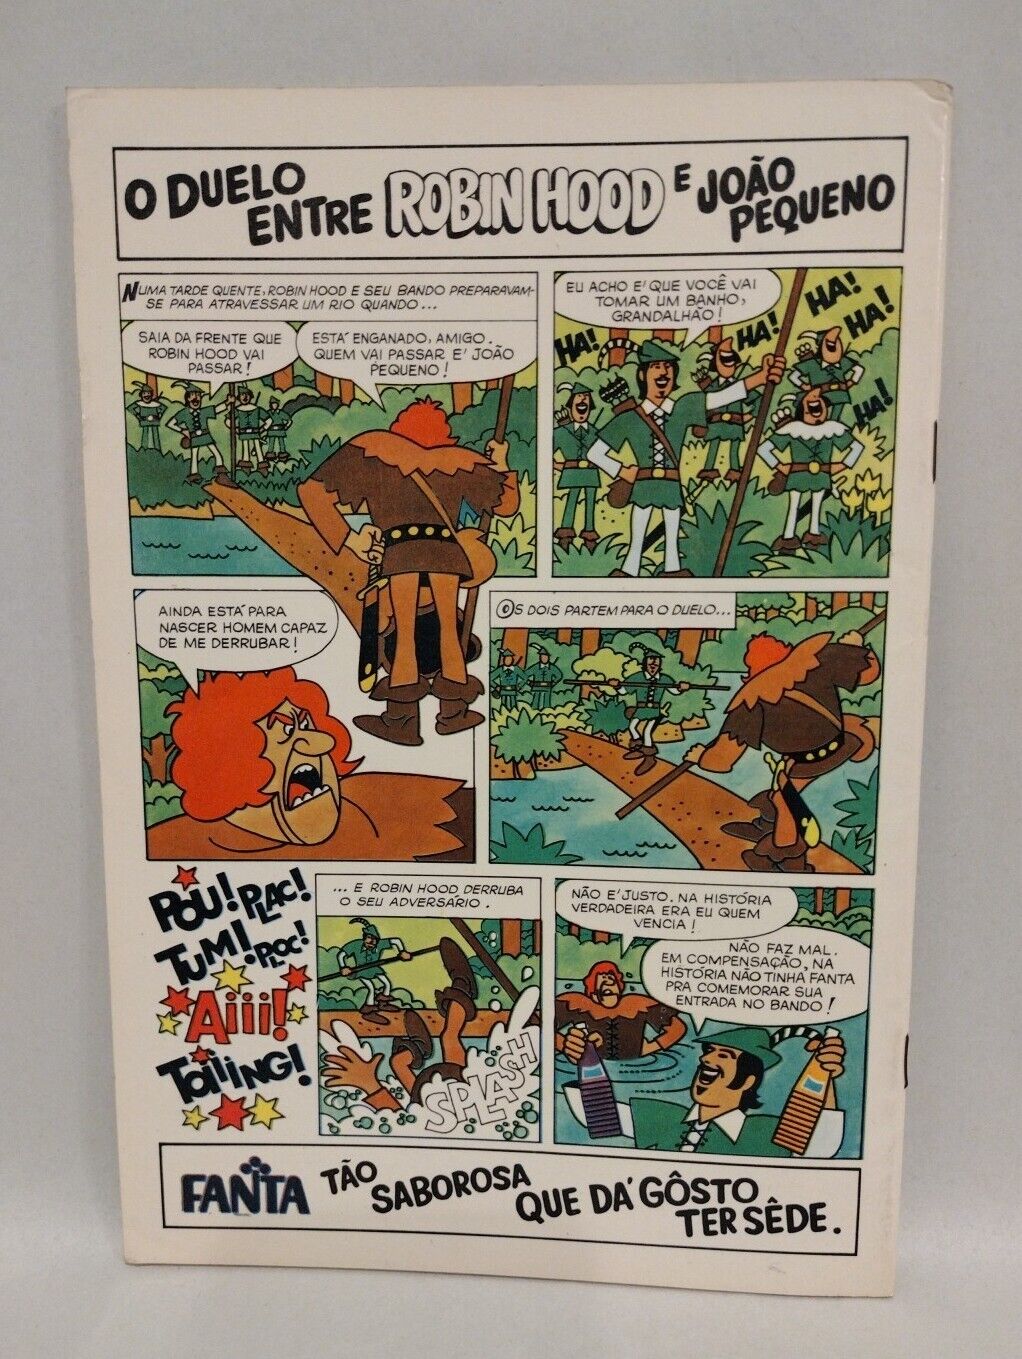 O DUELO
ENTRE ROBIN HOOD E JOÃO
PEQUENO
NUMA TARDE QUENTE, ROBIN HOOD E SEU BANDO PREPARAVAM-
SE PARA ATRAVESSAR UM RIO QUANDO...
SAIA DA FRENTE QUE
ROBIN HOOD VAI
PASSAR!
ESTÁ ENGANADO, AMIGO.
QUEM VAI PASSAR É JOÃO
PEQUENO!
EU ACHO É QUE VOCÊ VAI
TOMAR UM BANHO,
GRANDALHÃO!
HA!
HA!
HA!
HA!
HA!
AINDA ESTÁ PARA
NASCER HOMEM CAPAZ
DE ME DERRUBAR!
OS DOIS PARTEM PARA O DUELO...
POU! PLAC!
TUM! PLOC!
Aiii!
Toiiing!
... E ROBIN HOOD DERRUBA
O SEU ADVERSÁRIO.
SPLASH
NÃO É JUSTO. NA HISTÓRIA
VERDADEIRA ERA EU QUEM
VENCIA!
NÃO FAZ MAL.
EM COMPENSAÇÃO, NA
HISTÓRIA NÃO TINHA FANTA
PRA COMEMORAR SUA
ENTRADA NO BANDO!
FANTA TÃO
SABOROSA
QUE DÁ GÔSTO
TER SÊDE.